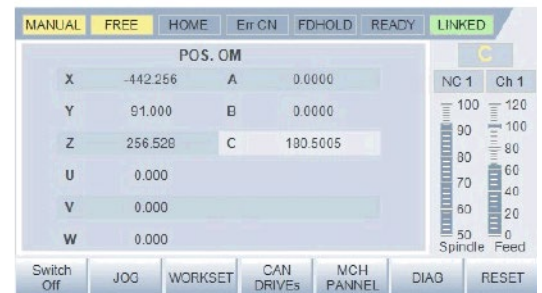 MANUAL FREE HOME Err CN FDHOLD READY LINKED
POS. OM
C
X -442.256 A 0.0000
NC 1 Ch 1
Y 91.000 B 0.0000
Z 256.528 C 180.5005
U 0.000
V 0.000
W 0.000
100 120
90 100
80 80
70 60
60 40
20
50 0
Spindle Feed
Switch Off JOG WORKSET CAN DRIVEs MCH PANNEL DIAG RESET